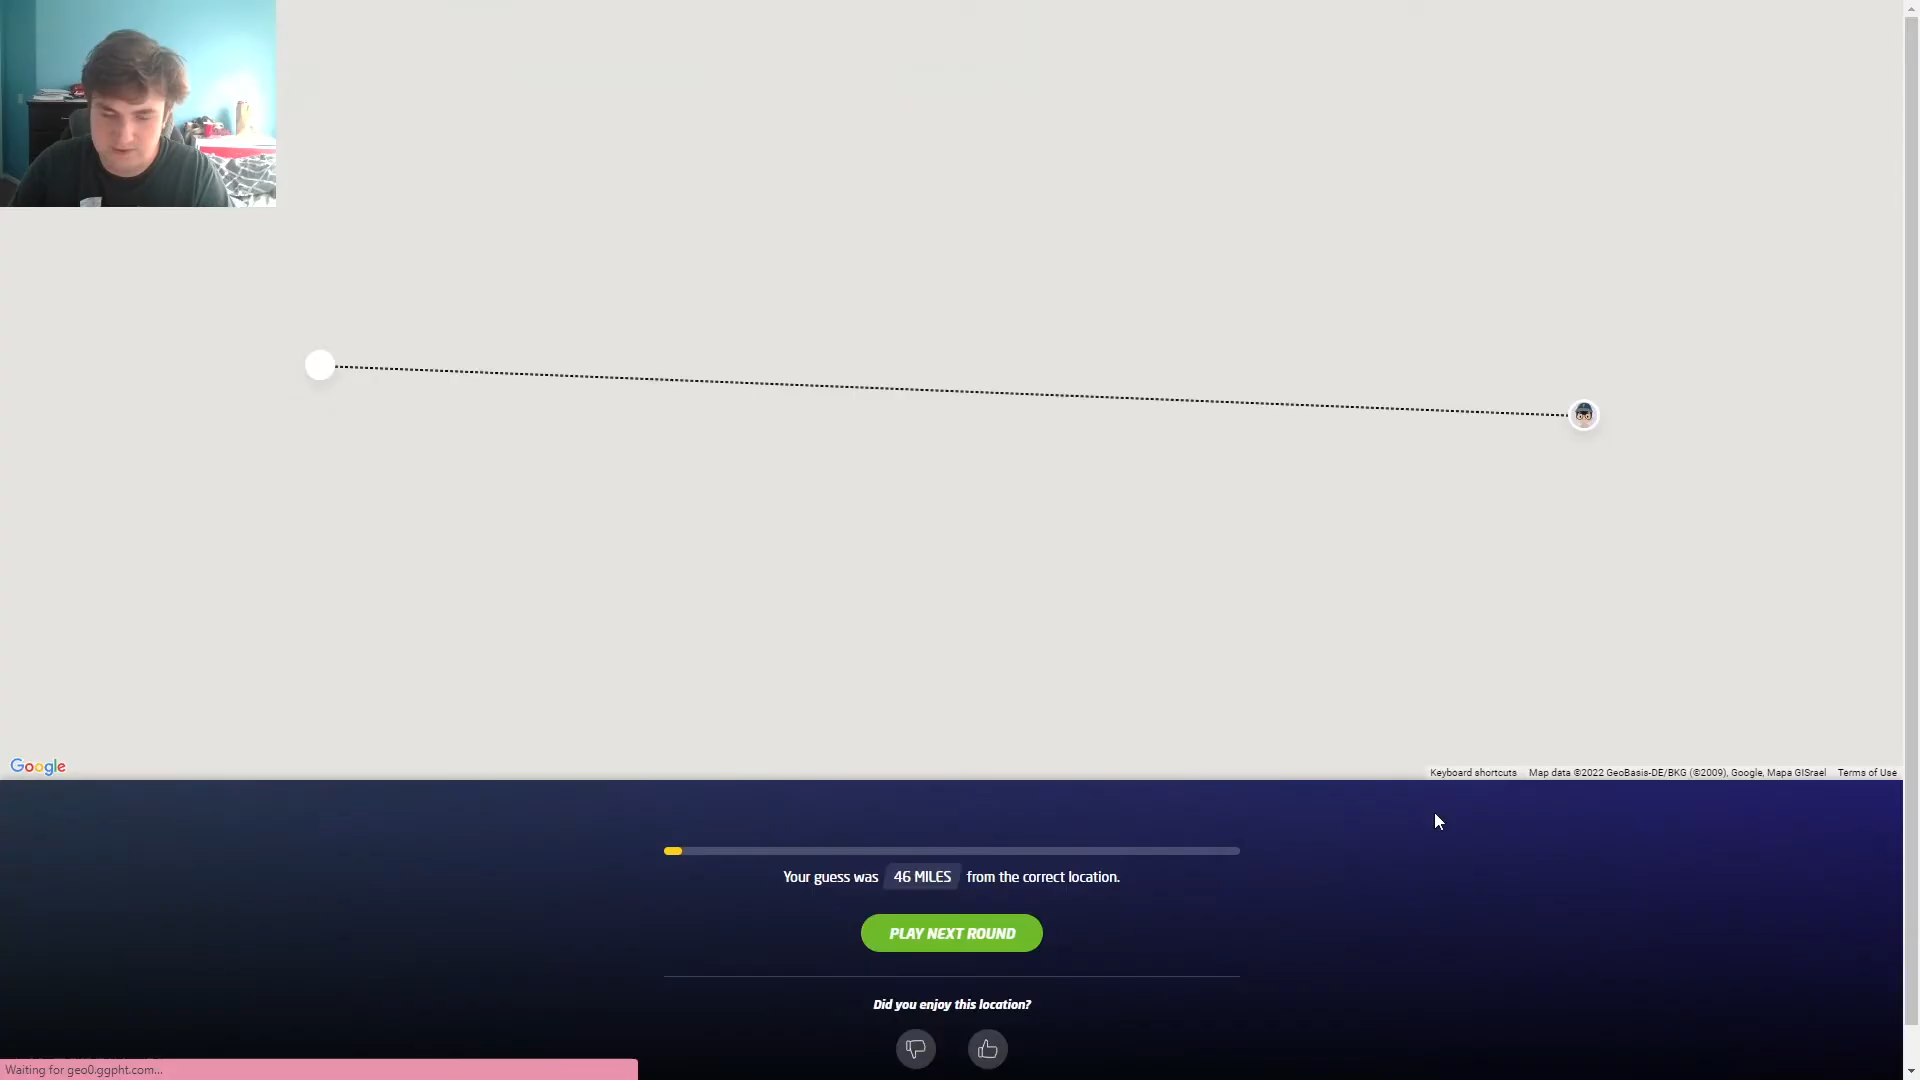 Google
Keyboard shortcuts Map data ©2022 GeoBasis-DE/BKG (©2009), Google, Mapa GISrael Terms of Use
Your guess was 46 MILES from the correct location.
PLAY NEXT ROUND
Did you enjoy this location?
Waiting for geo0.ggpht.com...